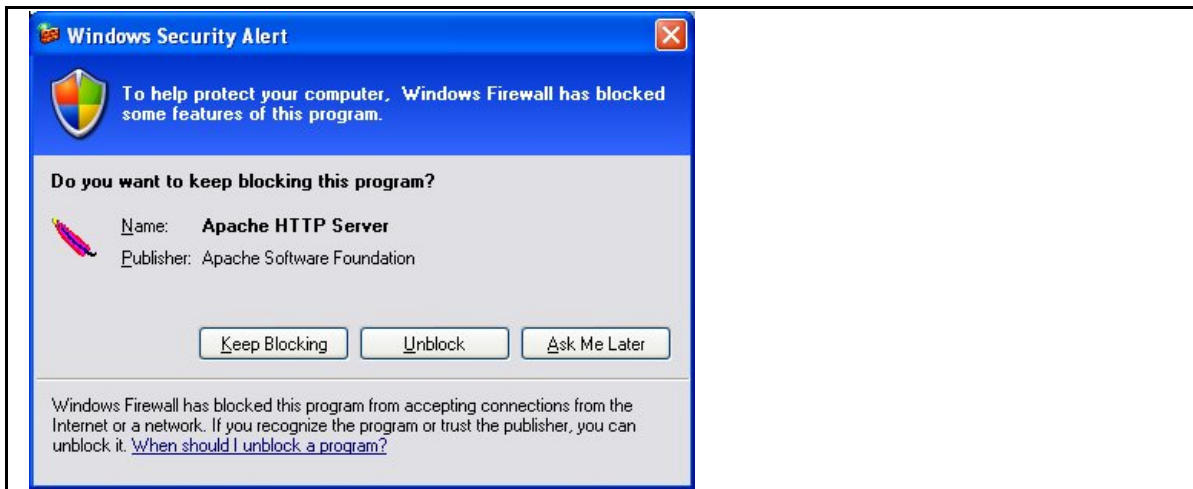 Windows Security Alert
To help protect your computer, Windows Firewall has blocked
some features of this program.
Do you want to keep blocking this program?
Name: Apache HTTP Server
Publisher: Apache Software Foundation
Keep Blocking Unblock Ask Me Later
Windows Firewall has blocked this program from accepting connections from the
Internet or a network. If you recognize the program or trust the publisher, you can
unblock it. When should I unblock a program?